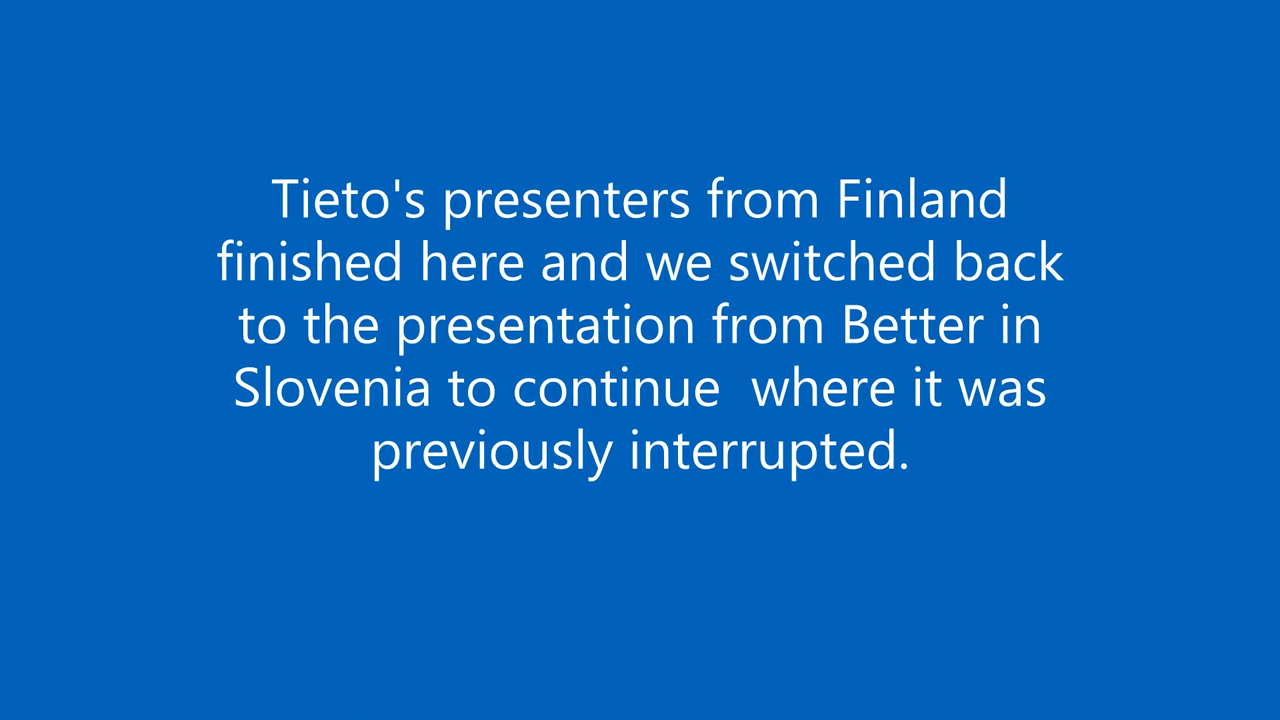 Tieto's presenters from Finland
finished here and we switched back
to the presentation from Better in
Slovenia to continue  where it was
previously interrupted.